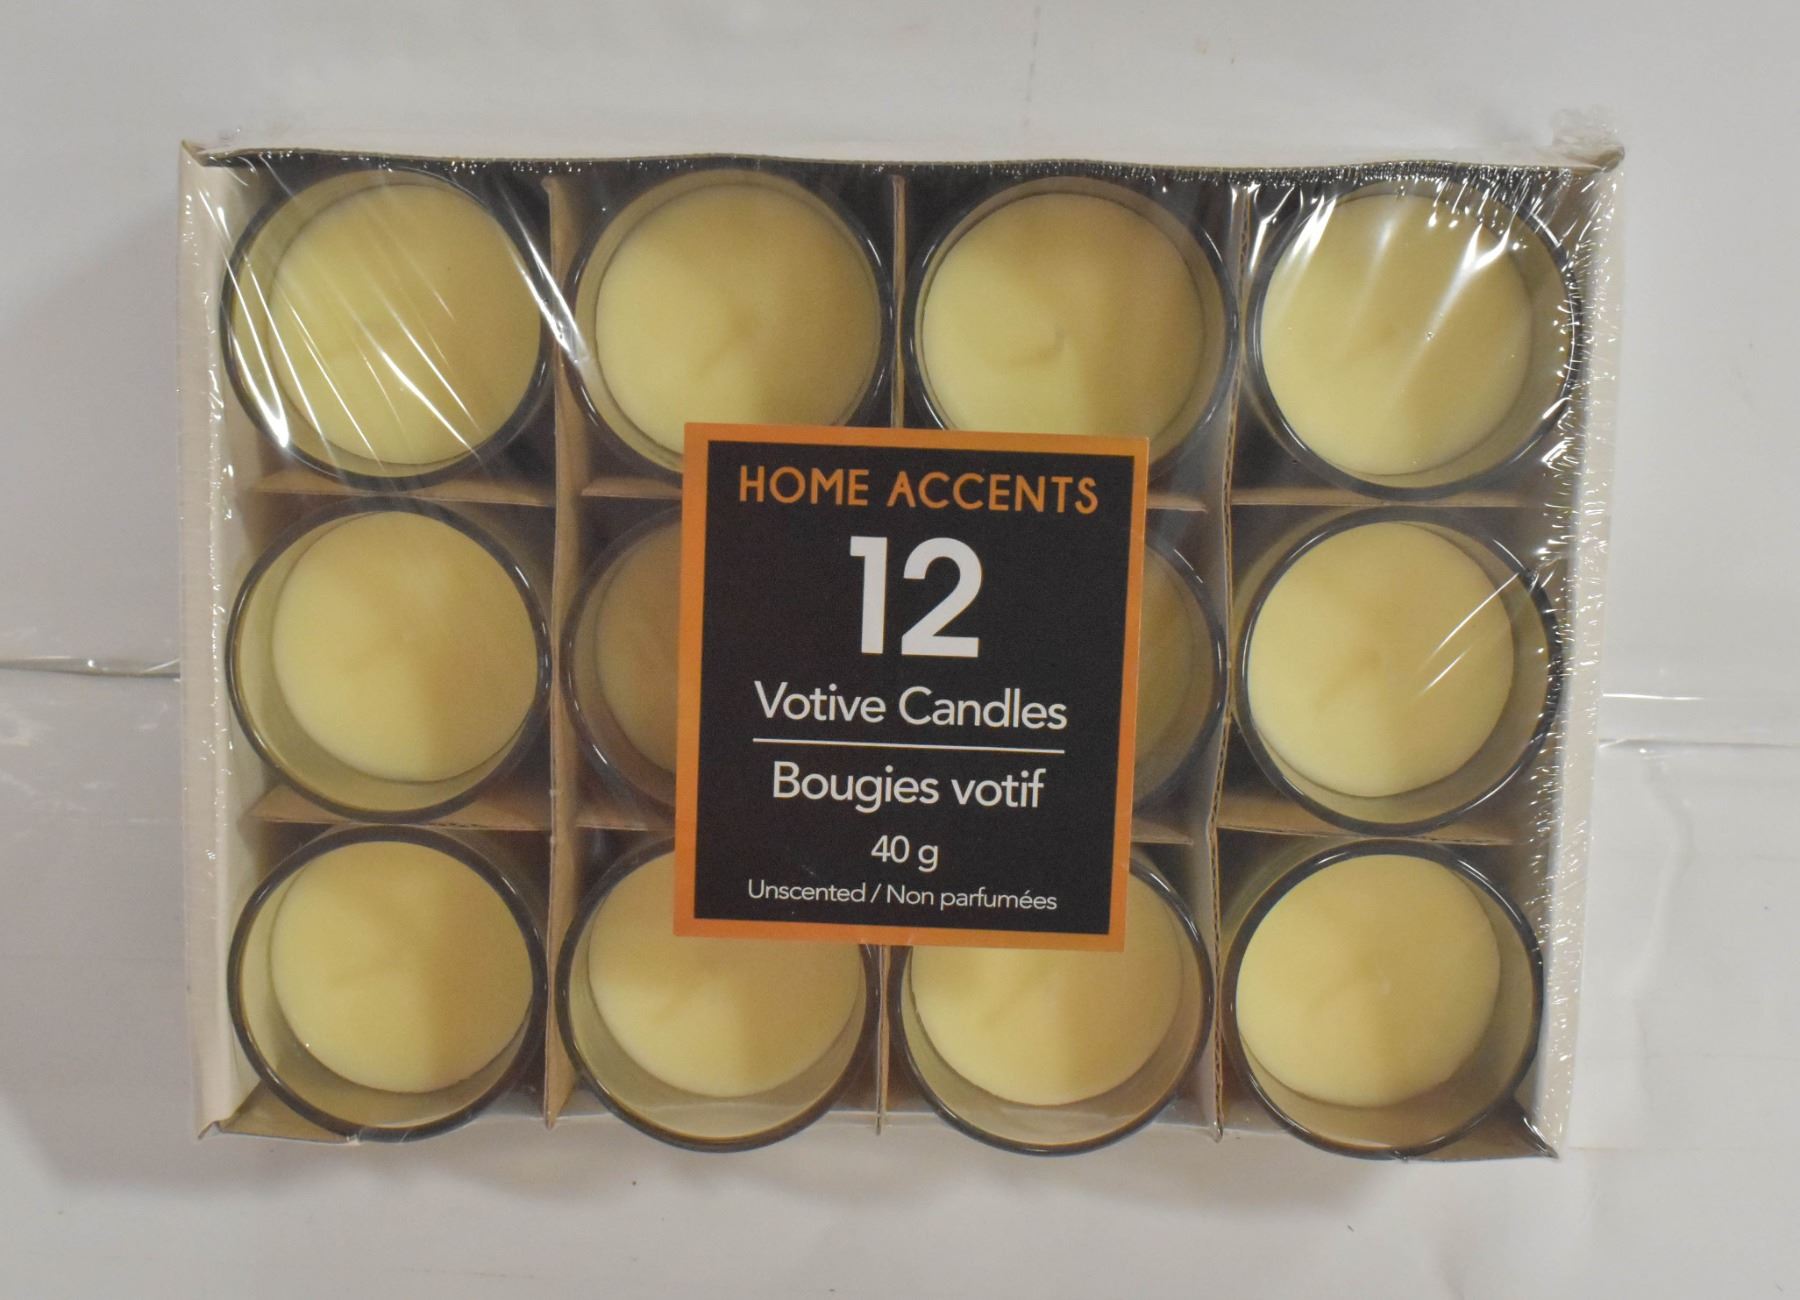 HOME ACCENTS
12
Votive Candles
Bougies votif
40 g
Unscented / Non parfumées